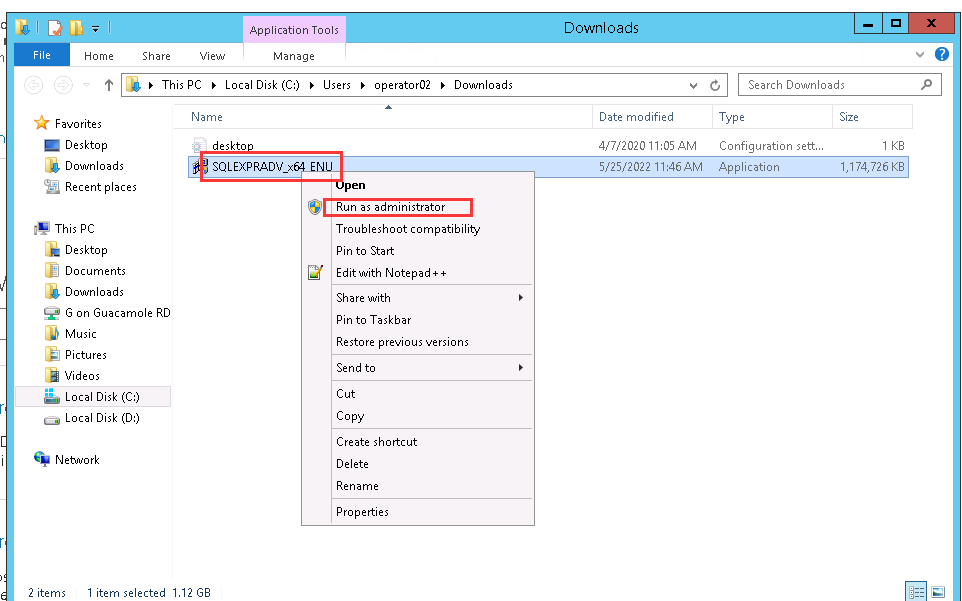 Application Tools
Downloads
File Home Share View Manage
This PC Local Disk (C:) Users operator02 Downloads
Search Downloads
Name Date modified Type Size
desktop 4/7/2020 11:05 AM Configuration sett... 1 KB
SQLEXPRADV_x64_ENU 5/25/2022 11:46 AM Application 1,174,726 KB
Favorites
Desktop
Downloads
Recent places
This PC
Desktop
Documents
Downloads
G on Guacamole RD
Music
Pictures
Videos
Local Disk (C:)
Local Disk (D:)
Network
Open
Run as administrator
Troubleshoot compatibility
Pin to Start
Edit with Notepad++
Share with
Pin to Taskbar
Restore previous versions
Send to
Cut
Copy
Create shortcut
Delete
Rename
Properties
2 items 1 item selected 1.12 GB